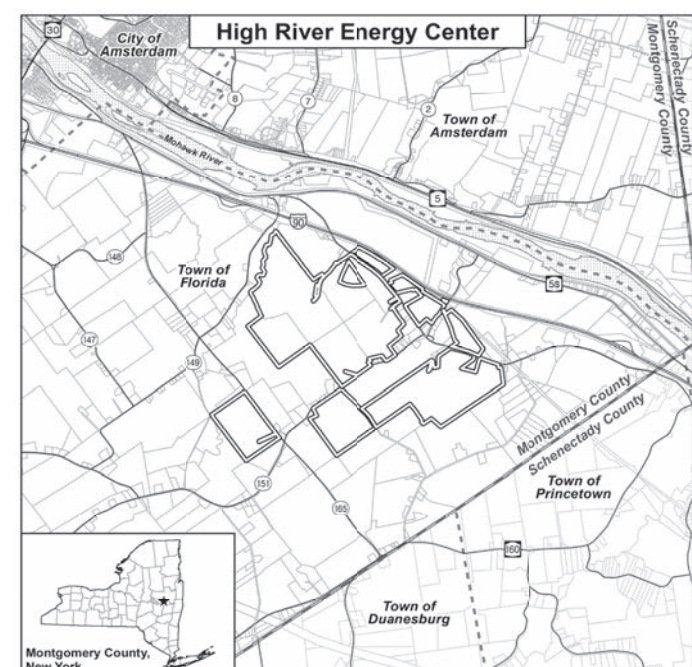 High River Energy Center
30
City of
Amsterdam
8
7
2
Town of
Amsterdam
Schenectady County
Montgomery County
Mohawk River
5
90
148
Town of
Florida
5S
147
149
Montgomery County
Schenectady County
151
165
Town of
Princetown
160
Town of
Duanesburg
Montgomery County,
New York